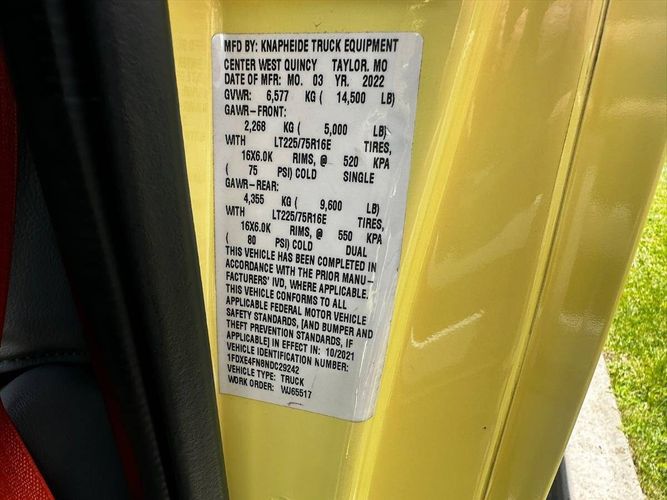 MFD BY: KNAPHEIDE TRUCK EQUIPMENT
CENTER WEST QUINCY TAYLOR. MO
DATE OF MFR: MO. 03 YR. 2022
GVWR: 6,577 KG ( 14,500 LB)
GAWR-FRONT:
2,268 KG ( 5,000 LB)
WITH LT225/75R16E TIRES,
16X6.0K RIMS, @ 520 KPA
( 75 PSI) COLD SINGLE
GAWR-REAR:
4,355 KG ( 9,600 LB)
WITH LT225/75R16E TIRES,
16X6.0K RIMS, @ 550 KPA
( 80 PSI) COLD DUAL
THIS VEHICLE HAS BEEN COMPLETED IN
ACCORDANCE WITH THE PRIOR MANU-
FACTURERS' IVD, WHERE APPLICABLE.
THIS VEHICLE CONFORMS TO ALL
APPLICABLE FEDERAL MOTOR VEHICLE
SAFETY STANDARDS, [AND BUMPER AND
THEFT PREVENTION STANDARDS, IF
APPLICABLE] IN EFFECT IN: 10/2021
VEHICLE IDENTIFICATION NUMBER:
1FDXE4FN8NDC29242
VEHICLE TYPE: TRUCK
WORK ORDER: WJ65517